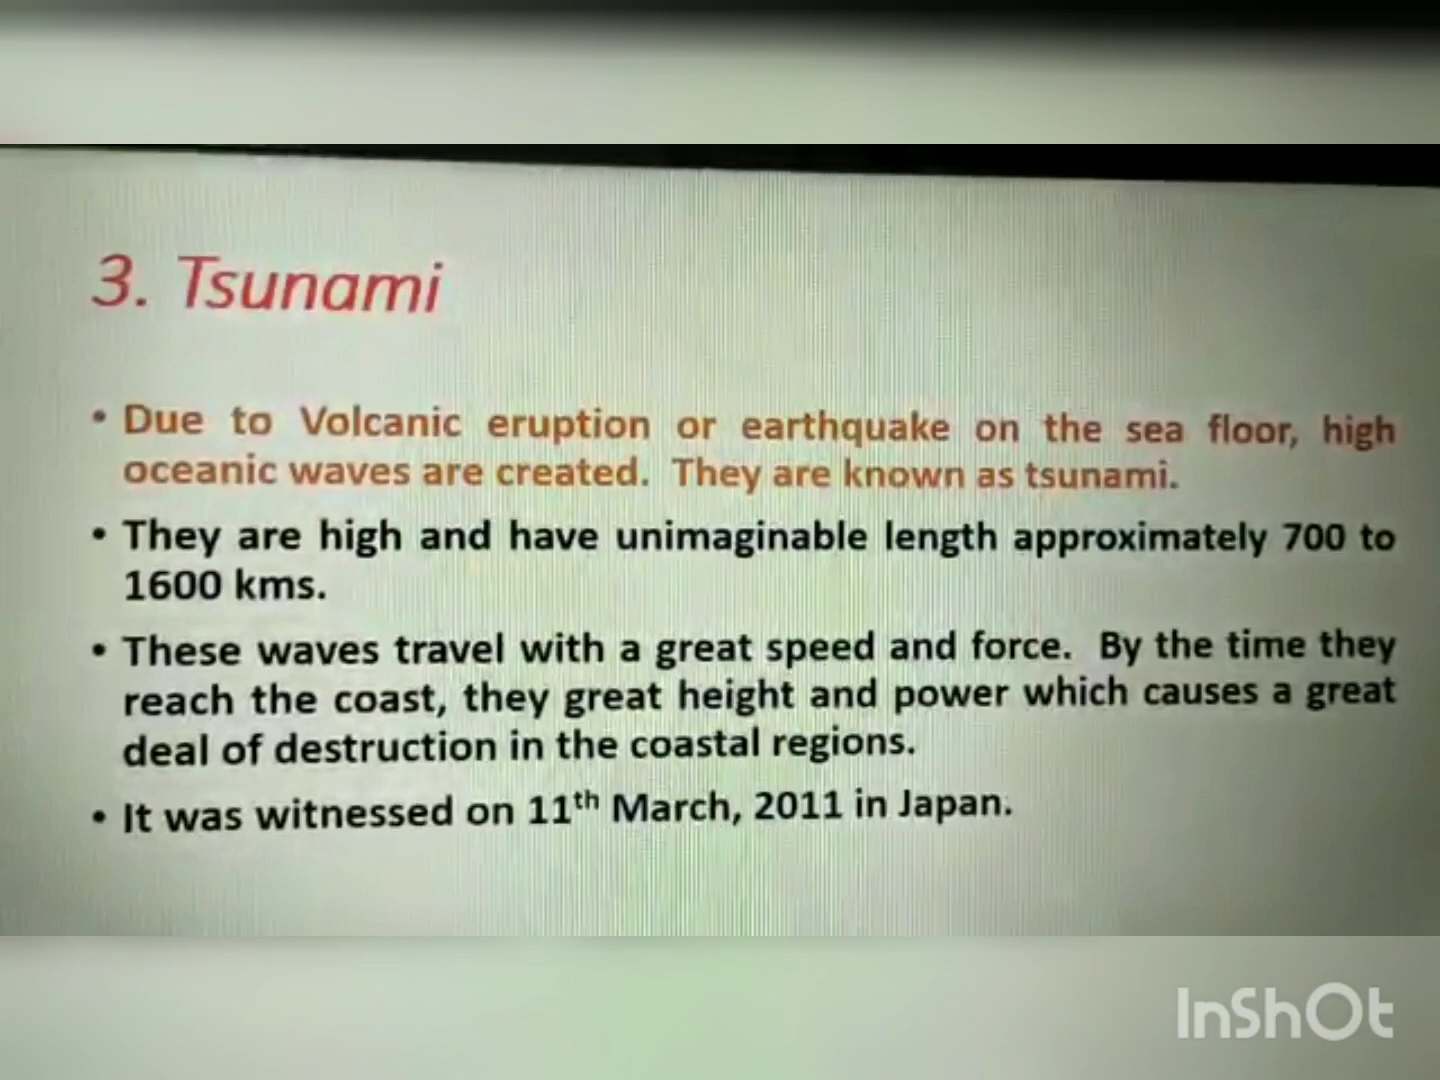 3. Tsunami
• Due to Volcanic eruption or earthquake on the sea floor, high
oceanic waves are created. They are known as tsunami.
• They are high and have unimaginable length approximately 700 to
1600 kms.
• These waves travel with a great speed and force. By the time they
reach the coast, they great height and power which causes a great
deal of destruction in the coastal regions.
• It was witnessed on 11th March, 2011 in Japan.
InShOt